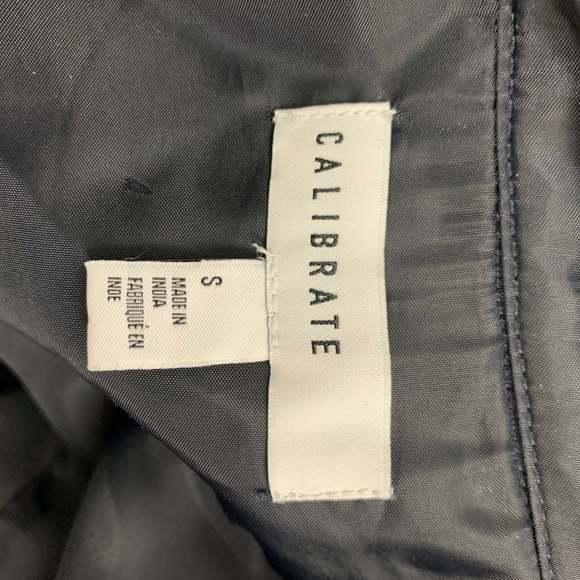 CALIBRATE
S
MADE IN
INDIA
FABRIQUÉ EN
INDE